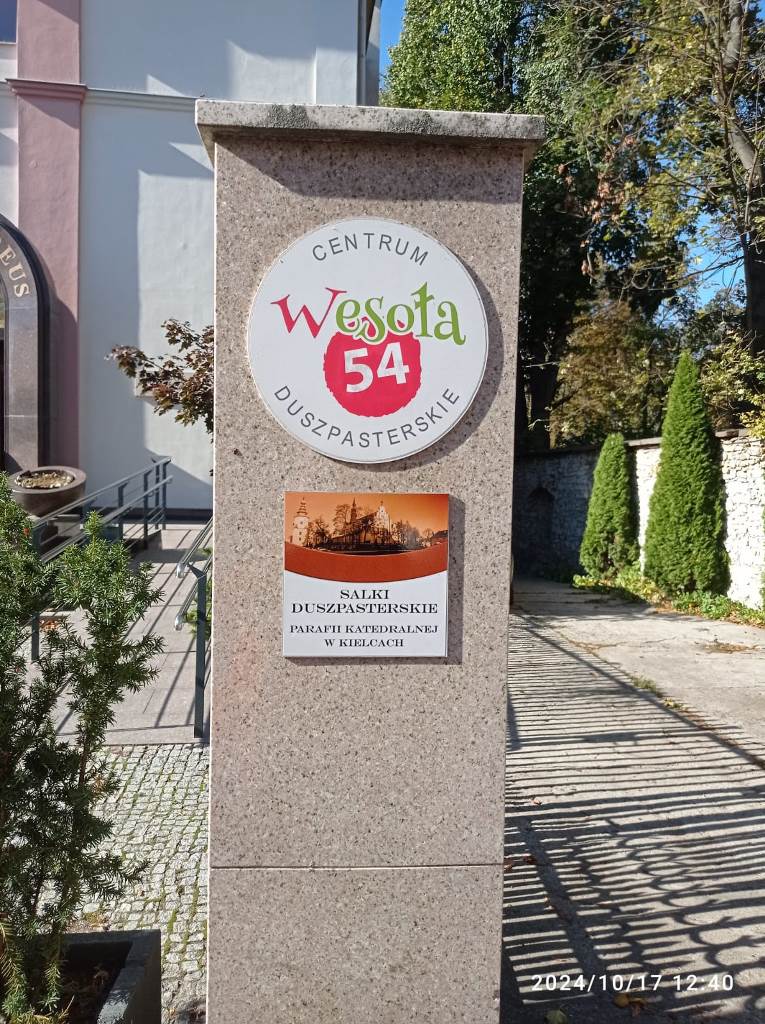 CENTRUM
Wesoła
54
DUSZPASTERSKIE
SALKI
DUSZPASTERSKIE
PARAFII KATEDRALNEJ
W KIELCACH
2024/10/17 12:40